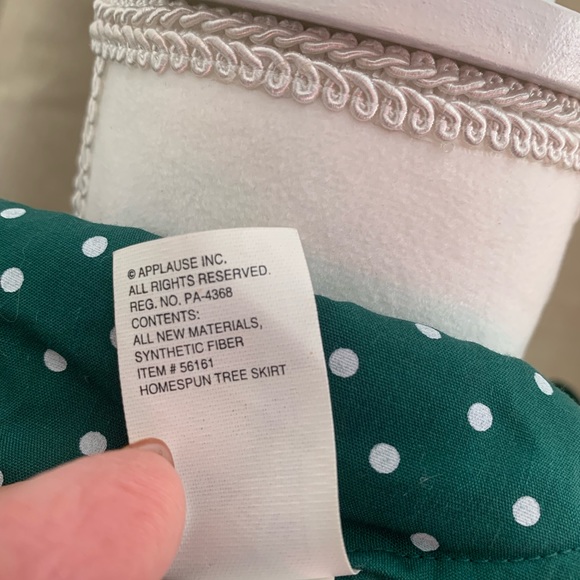 © APPLAUSE INC.
ALL RIGHTS RESERVED.
REG. NO. PA-4368
CONTENTS:
ALL NEW MATERIALS,
SYNTHETIC FIBER
ITEM # 56161
HOMESPUN TREE SKIRT